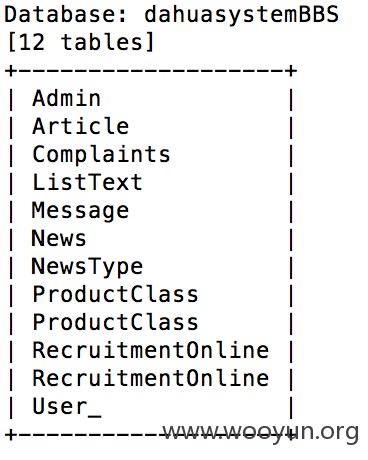 Database: dahuasystemBBS
[12 tables]
+--------------------+
| Admin              |
| Article            |
| Complaints         |
| ListText           |
| Message            |
| News               |
| NewsType           |
| ProductClass       |
| ProductClass       |
| RecruitmentOnline  |
| RecruitmentOnline  |
| User_              |
+--------------------+
www.wooyun.org